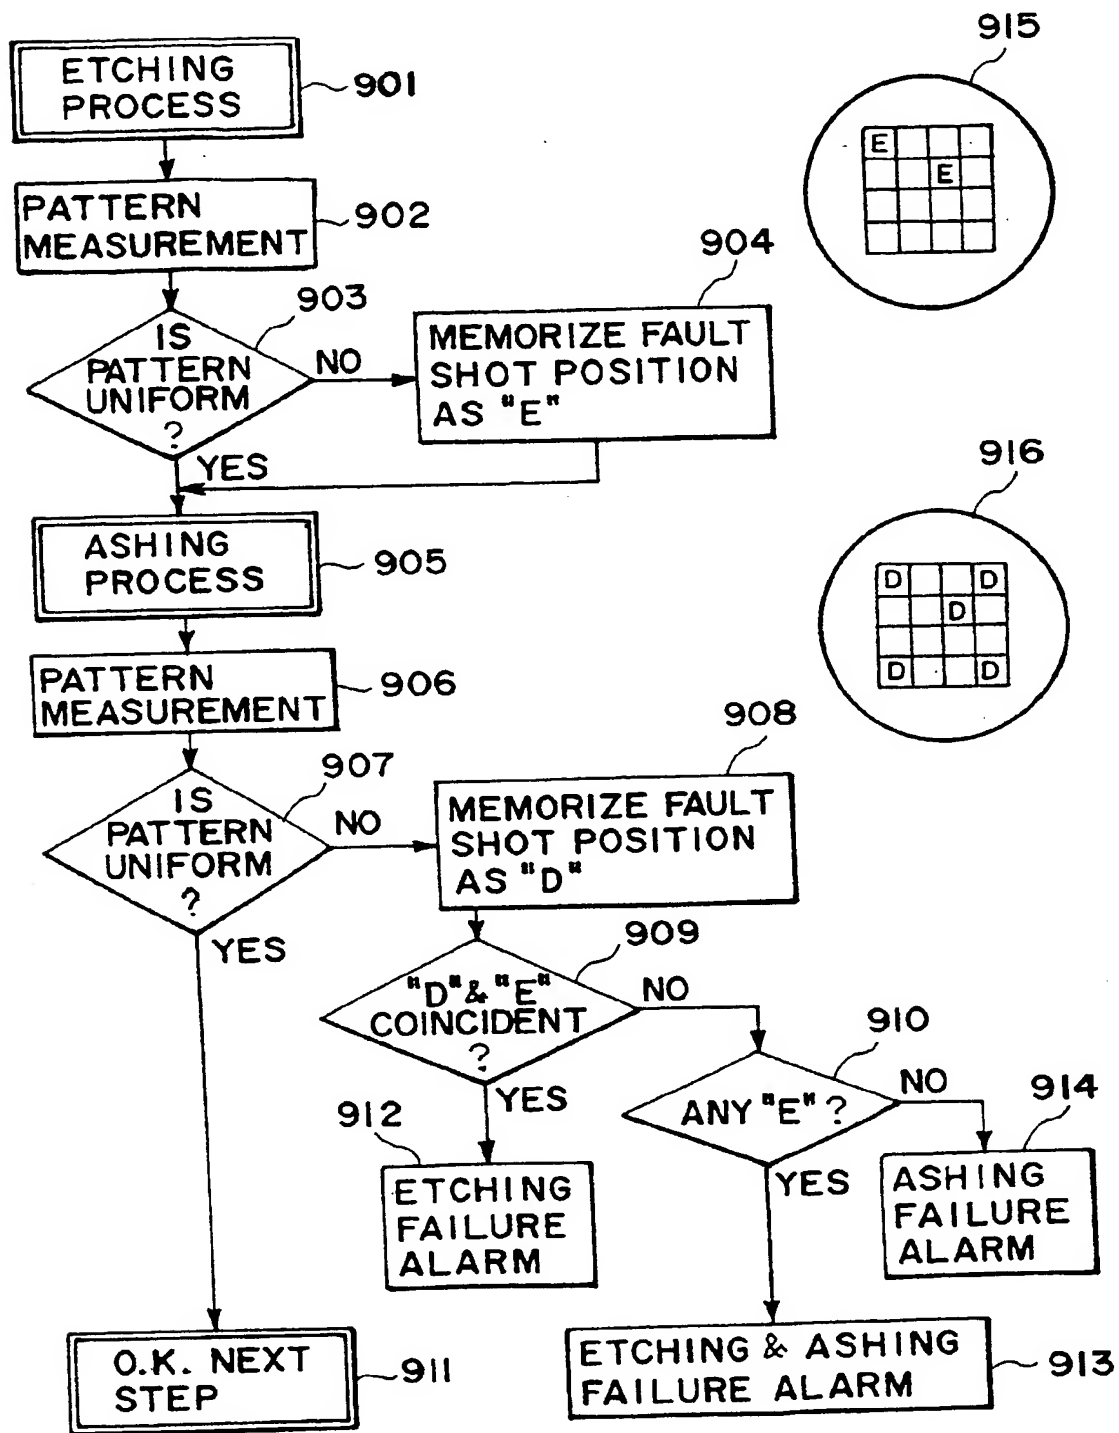 ETCHING
PROCESS
901
PATTERN
MEASUREMENT
902
903
IS
PATTERN
UNIFORM
?
NO
YES
904
MEMORIZE FAULT
SHOT POSITION
AS "E"
915
E
E
ASHING
PROCESS
905
916
D D
D
D D
PATTERN
MEASUREMENT
906
907
IS
PATTERN
UNIFORM
?
NO
YES
908
MEMORIZE FAULT
SHOT POSITION
AS "D"
909
"D" & "E"
COINCIDENT
?
NO
YES
910
ANY "E" ?
NO
YES
912
ETCHING
FAILURE
ALARM
914
ASHING
FAILURE
ALARM
O.K. NEXT
STEP
911
ETCHING & ASHING
FAILURE ALARM
913